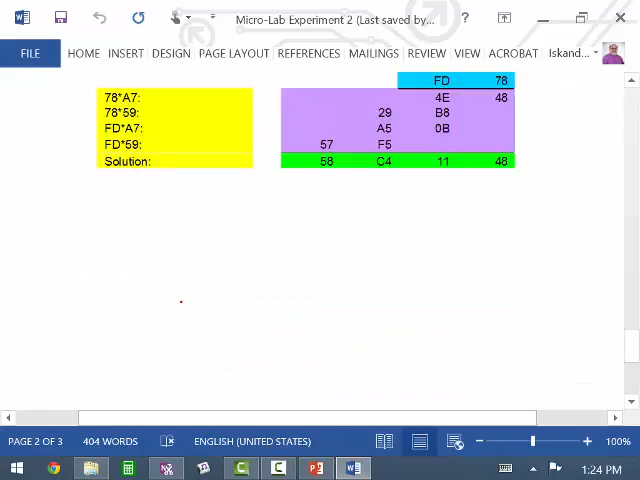 Micro-Lab Experiment 2 (Last saved by...
FILE HOME INSERT DESIGN PAGE LAYOUT REFERENCES MAILINGS REVIEW VIEW ACROBAT Iskand...
FD 78
78*A7: 4E 48
78*59: 29 B8
FD*A7: A5 0B
FD*59: 57 F5
Solution: 58 C4 11 48
PAGE 2 OF 3 404 WORDS ENGLISH (UNITED STATES) 100%
1:24 PM